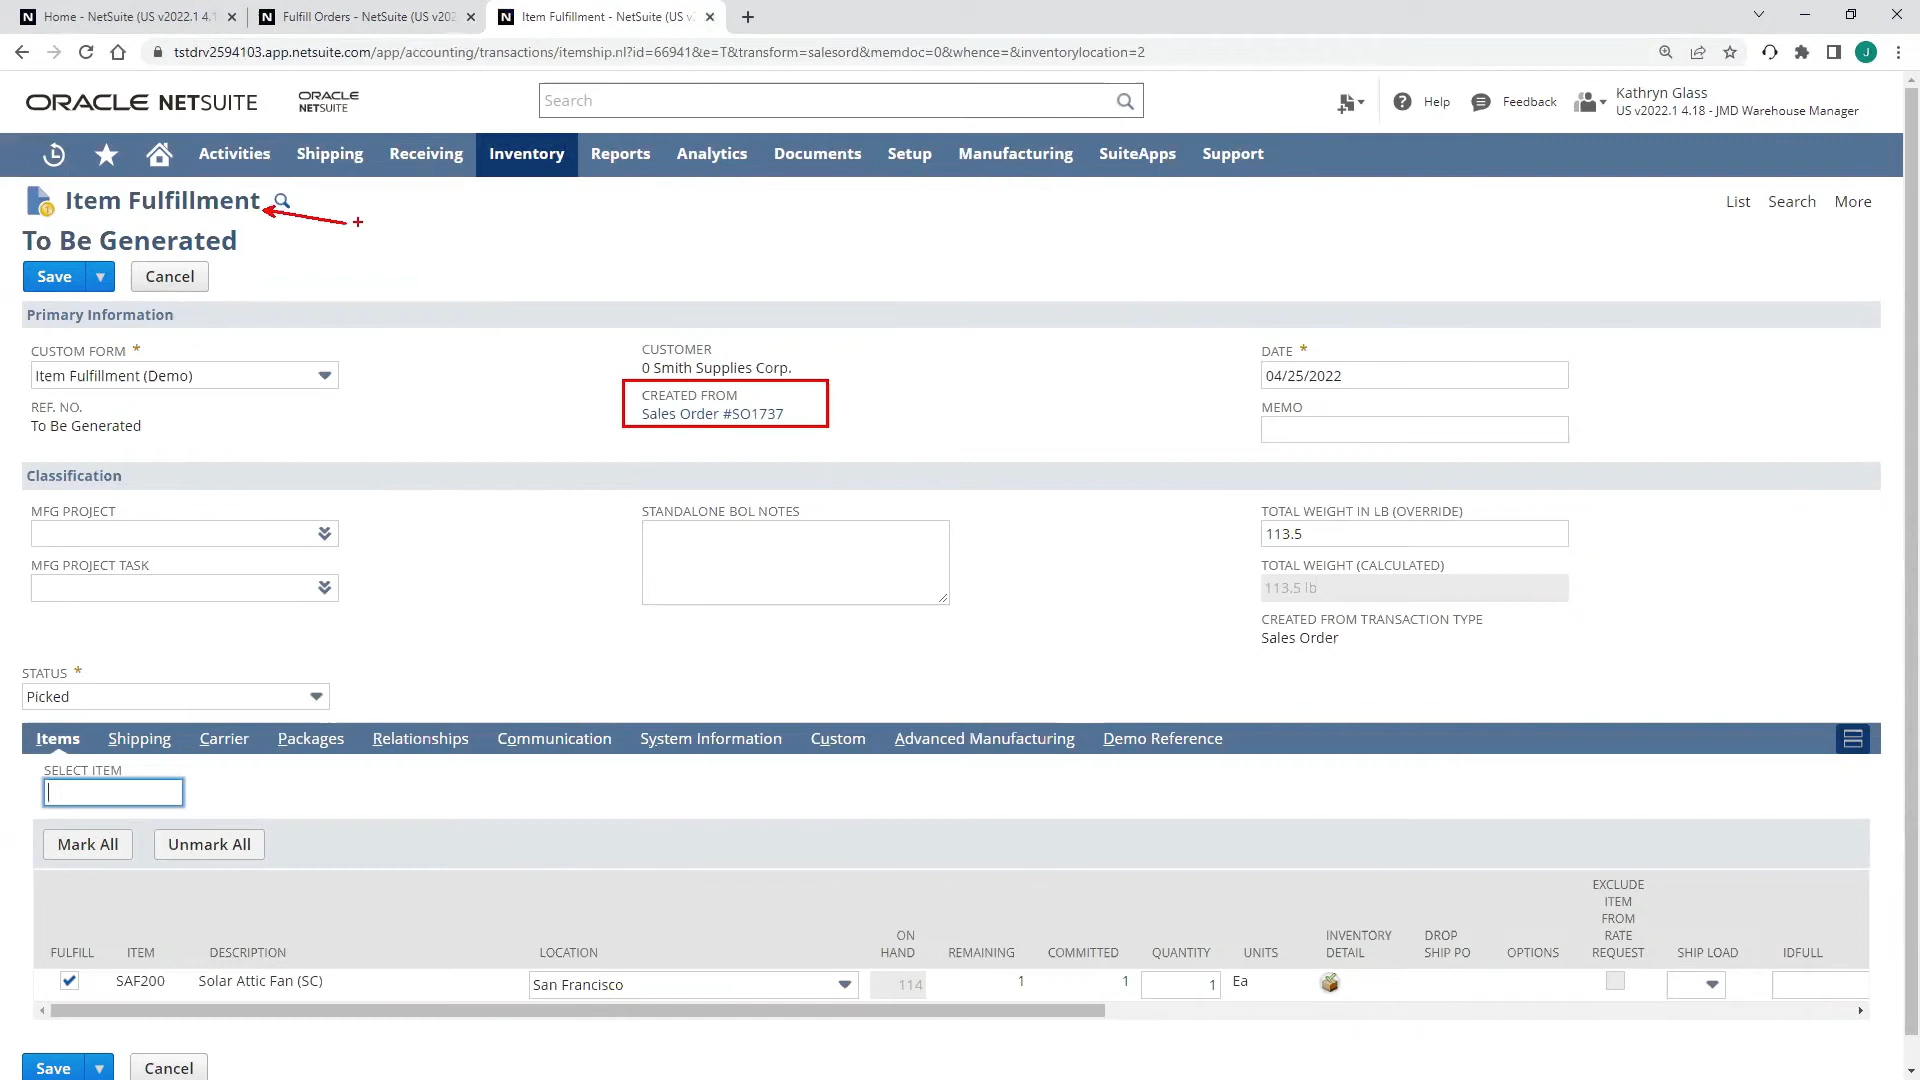 Home - NetSuite (US v2022.1 4.1
Fulfill Orders - NetSuite (US v202
Item Fulfillment - NetSuite (US v
tstdrv2594103.app.netsuite.com/app/accounting/transactions/itemship.nl?id=66941&e=T&transform=salesord&memdoc=0&whence=&inventorylocation=2
J
ORACLE NETSUITE
ORACLE
NETSUITE
Search
Help
Feedback
Kathryn Glass
US v2022.1 4.18 - JMD Warehouse Manager
Activities
Shipping
Receiving
Inventory
Reports
Analytics
Documents
Setup
Manufacturing
SuiteApps
Support
Item Fulfillment
List
Search
More
To Be Generated
Save
Cancel
Primary Information
CUSTOM FORM *
Item Fulfillment (Demo)
REF. NO.
To Be Generated
CUSTOMER
0 Smith Supplies Corp.
CREATED FROM
Sales Order #SO1737
DATE *
04/25/2022
MEMO
Classification
MFG PROJECT
MFG PROJECT TASK
STANDALONE BOL NOTES
TOTAL WEIGHT IN LB (OVERRIDE)
113.5
TOTAL WEIGHT (CALCULATED)
113.5 lb
CREATED FROM TRANSACTION TYPE
Sales Order
STATUS *
Picked
Items
Shipping
Carrier
Packages
Relationships
Communication
System Information
Custom
Advanced Manufacturing
Demo Reference
SELECT ITEM
Mark All
Unmark All
FULFILL
ITEM
DESCRIPTION
LOCATION
ON
HAND
REMAINING
COMMITTED
QUANTITY
UNITS
INVENTORY
DETAIL
DROP
SHIP PO
OPTIONS
EXCLUDE
ITEM
FROM
RATE
REQUEST
SHIP LOAD
IDFULL
SAF200
Solar Attic Fan (SC)
San Francisco
114
1
1
1
Ea
Save
Cancel